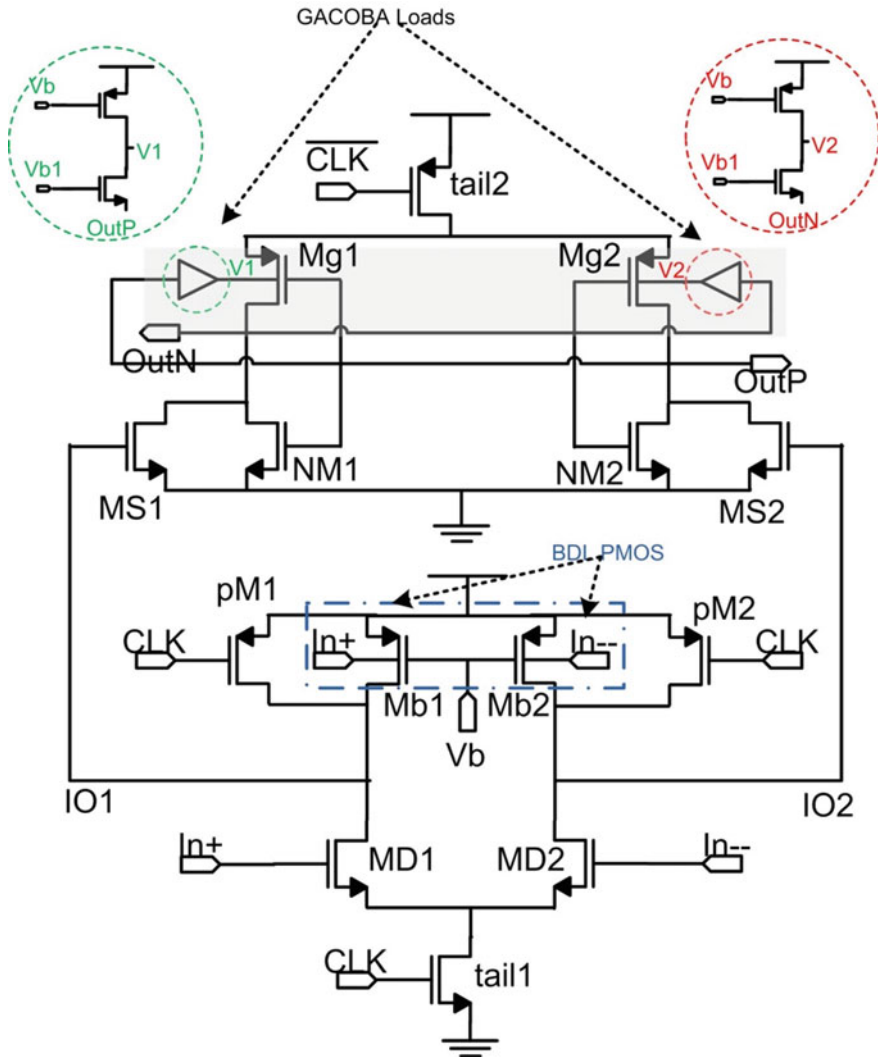 GACOBA Loads
Vb
Vb1
V1
OutP
Vb
Vb1
V2
OutN
CLK
tail2
Mg1
Mg2
V1
V2
OutN
OutP
MS1
NM1
NM2
MS2
BDL PMOS
pM1
pM2
CLK
In+
In--
CLK
Mb1
Mb2
Vb
IO1
IO2
In+
MD1
MD2
In--
CLK
tail1